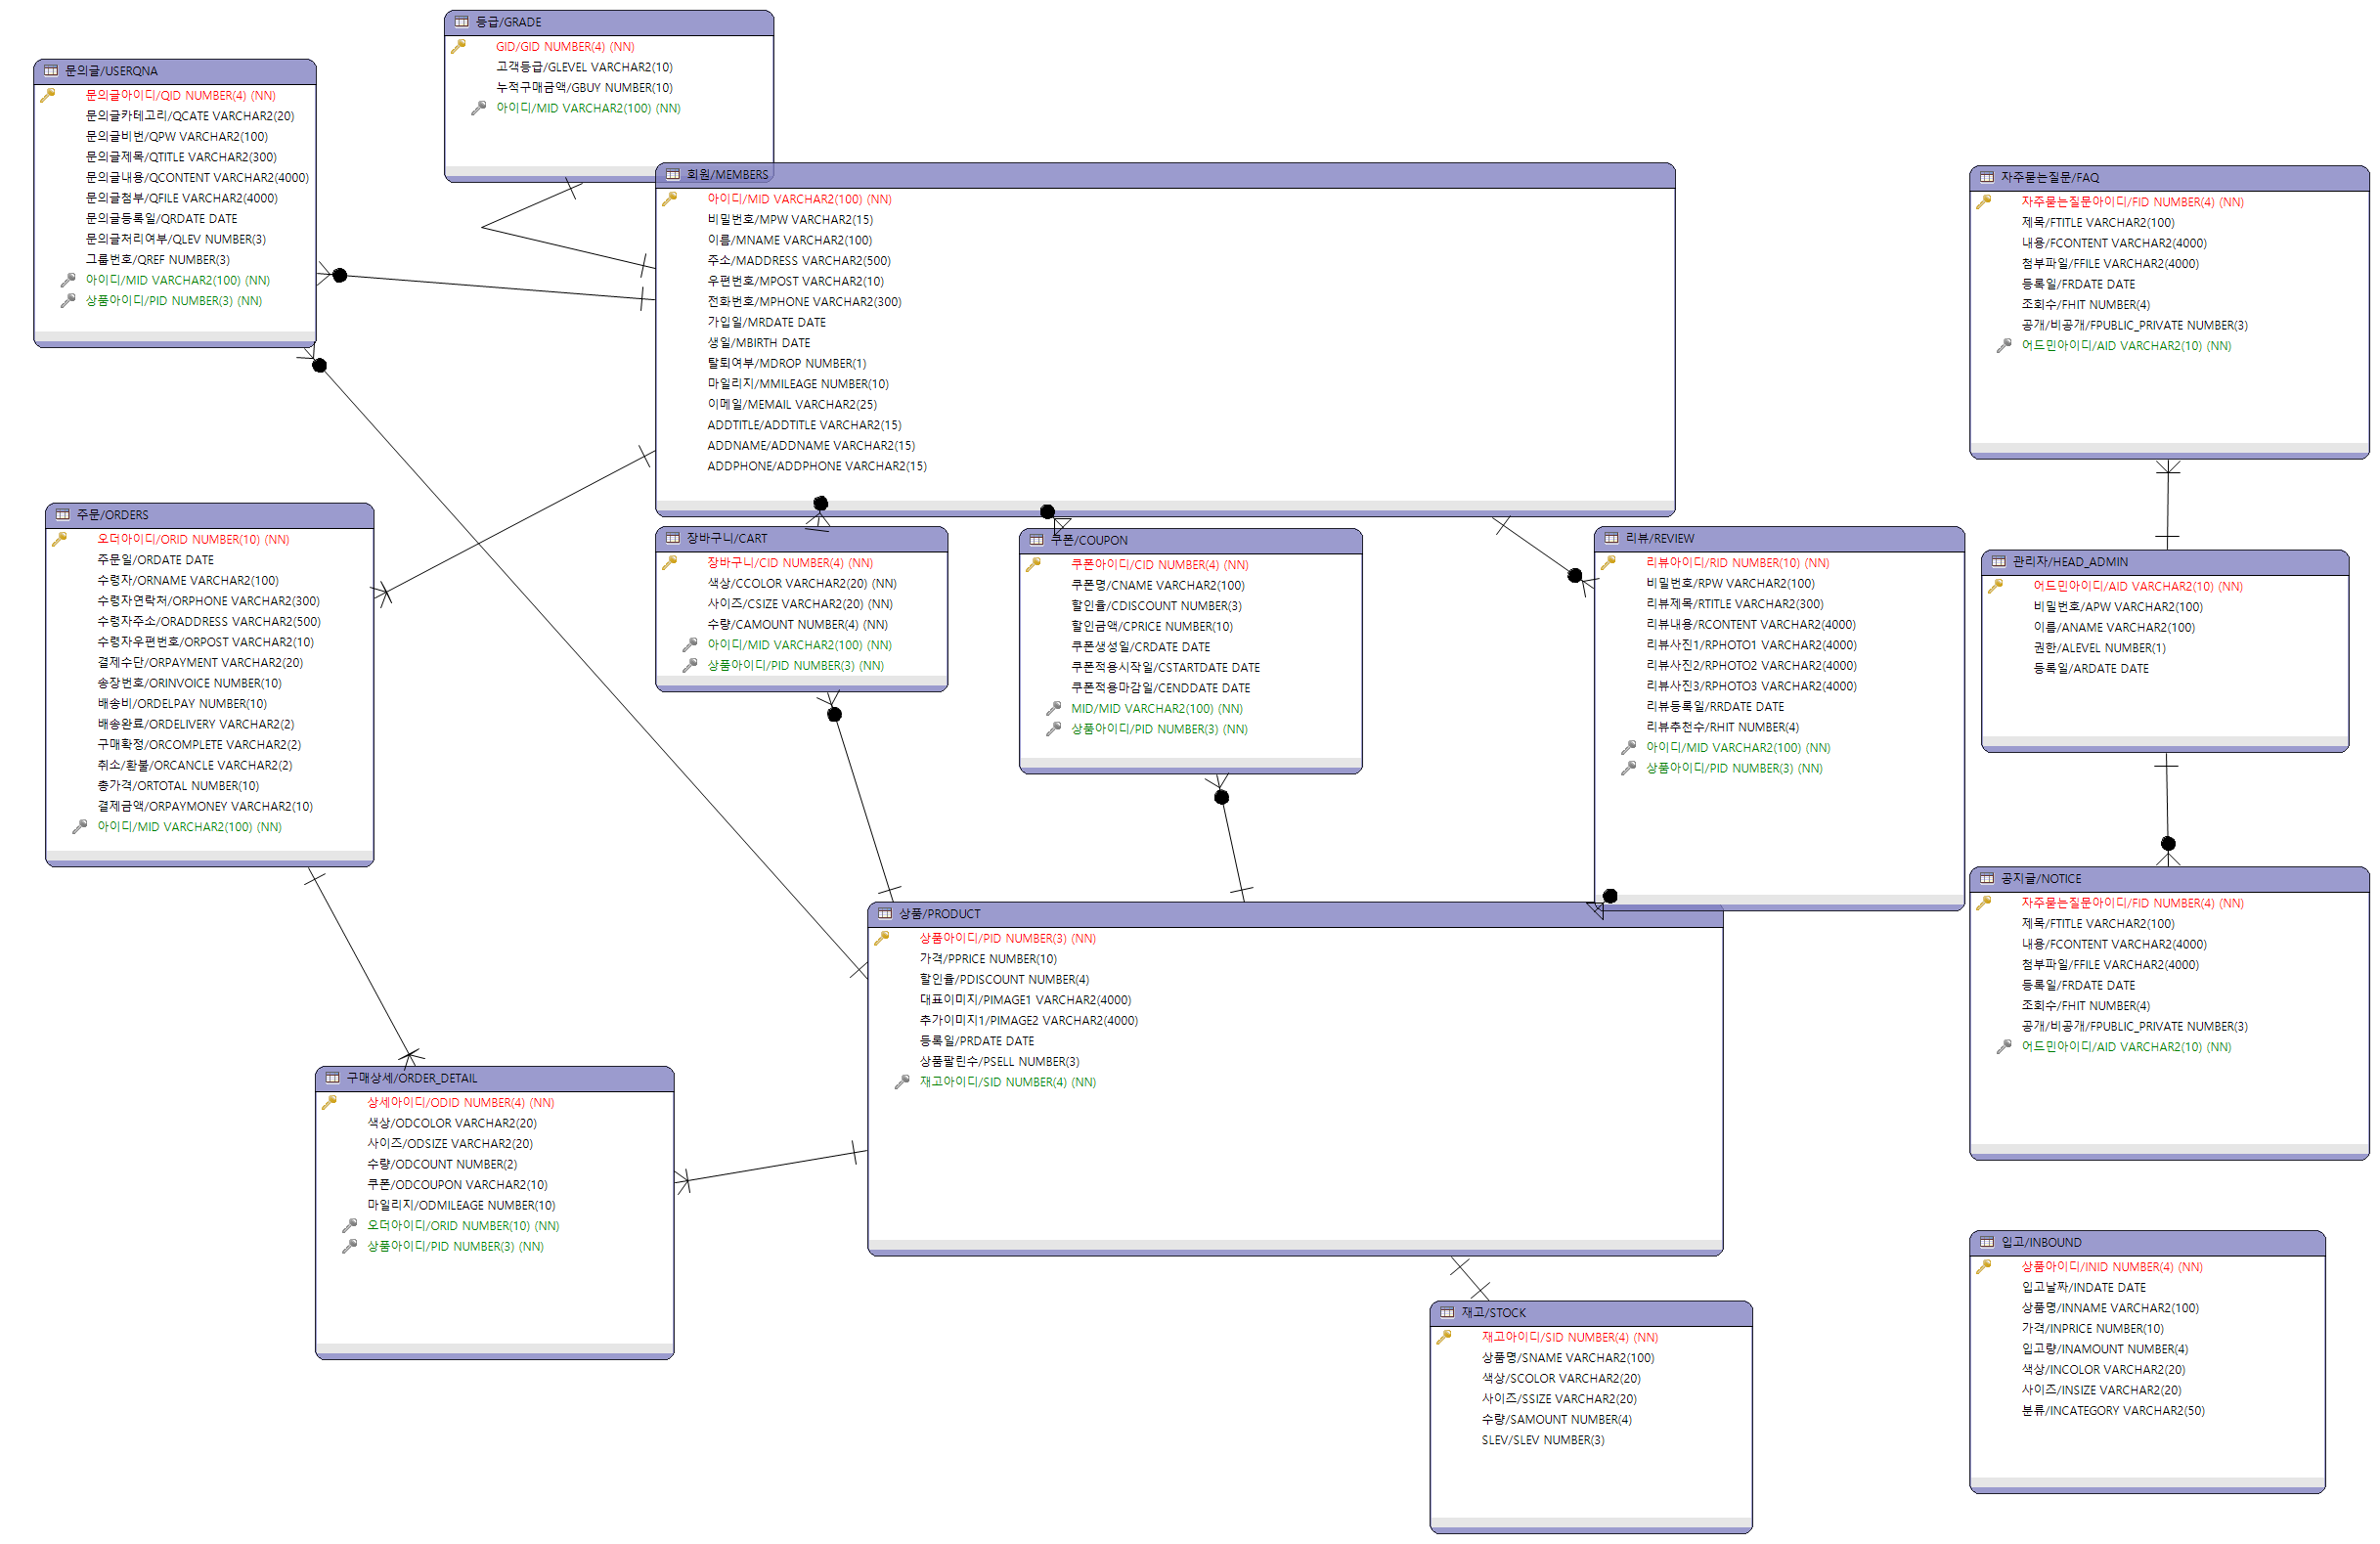 등급/GRADE
GID/GID NUMBER(4) (NN)
고객등급/GLEVEL VARCHAR2(10)
누적구매금액/GBUY NUMBER(10)
아이디/MID VARCHAR2(100) (NN)
문의글/USERQNA
문의글아이디/QID NUMBER(4) (NN)
문의글카테고리/QCATE VARCHAR2(20)
문의글비번/QPW VARCHAR2(100)
문의글제목/QTITLE VARCHAR2(300)
문의글내용/QCONTENT VARCHAR2(4000)
문의글첨부/QFILE VARCHAR2(4000)
문의글등록일/QRDATE DATE
문의글처리여부/QLEV NUMBER(3)
그룹번호/QREF NUMBER(3)
아이디/MID VARCHAR2(100) (NN)
상품아이디/PID NUMBER(3) (NN)
회원/MEMBERS
아이디/MID VARCHAR2(100) (NN)
비밀번호/MPW VARCHAR2(15)
이름/MNAME VARCHAR2(100)
주소/MADDRESS VARCHAR2(500)
우편번호/MPOST VARCHAR2(10)
전화번호/MPHONE VARCHAR2(300)
가입일/MRDATE DATE
생일/MBIRTH DATE
탈퇴여부/MDROP NUMBER(1)
마일리지/MMILEAGE NUMBER(10)
이메일/MEMAIL VARCHAR2(25)
ADDTITLE/ADDTITLE VARCHAR2(15)
ADDNAME/ADDNAME VARCHAR2(15)
ADDPHONE/ADDPHONE VARCHAR2(15)
자주묻는질문/FAQ
자주묻는질문아이디/FID NUMBER(4) (NN)
제목/FTITLE VARCHAR2(100)
내용/FCONTENT VARCHAR2(4000)
첨부파일/FFILE VARCHAR2(4000)
등록일/FRDATE DATE
조회수/FHIT NUMBER(4)
공개/비공개/FPUBLIC_PRIVATE NUMBER(3)
어드민아이디/AID VARCHAR2(10) (NN)
주문/ORDERS
오더아이디/ORID NUMBER(10) (NN)
주문일/ORDATE DATE
수령자/ORNAME VARCHAR2(100)
수령자연락처/ORPHONE VARCHAR2(300)
수령자주소/ORADDRESS VARCHAR2(500)
수령자우편번호/ORPOST VARCHAR2(10)
결제수단/ORPAYMENT VARCHAR2(20)
송장번호/ORINVOICE NUMBER(10)
배송비/ORDELPAY NUMBER(10)
배송완료/ORDELIVERY VARCHAR2(2)
구매확정/ORCOMPLETE VARCHAR2(2)
취소/환불/ORCANCLE VARCHAR2(2)
총가격/ORTOTAL NUMBER(10)
결제금액/ORPAYMONEY VARCHAR2(10)
아이디/MID VARCHAR2(100) (NN)
장바구니/CART
장바구니/CID NUMBER(4) (NN)
색상/CCOLOR VARCHAR2(20) (NN)
사이즈/CSIZE VARCHAR2(20) (NN)
수량/CAMOUNT NUMBER(4) (NN)
아이디/MID VARCHAR2(100) (NN)
상품아이디/PID NUMBER(3) (NN)
쿠폰/COUPON
쿠폰아이디/CID NUMBER(4) (NN)
쿠폰명/CNAME VARCHAR2(100)
할인율/CDISCOUNT NUMBER(3)
할인금액/CPRICE NUMBER(10)
쿠폰생성일/CRDATE DATE
쿠폰적용시작일/CSTARTDATE DATE
쿠폰적용마감일/CENDDATE DATE
MID/MID VARCHAR2(100) (NN)
상품아이디/PID NUMBER(3) (NN)
리뷰/REVIEW
리뷰아이디/RID NUMBER(10) (NN)
비밀번호/RPW VARCHAR2(100)
리뷰제목/RTITLE VARCHAR2(300)
리뷰내용/RCONTENT VARCHAR2(4000)
리뷰사진1/RPHOTO1 VARCHAR2(4000)
리뷰사진2/RPHOTO2 VARCHAR2(4000)
리뷰사진3/RPHOTO3 VARCHAR2(4000)
리뷰등록일/RRDATE DATE
리뷰추천수/RHIT NUMBER(4)
아이디/MID VARCHAR2(100) (NN)
상품아이디/PID NUMBER(3) (NN)
관리자/HEAD_ADMIN
어드민아이디/AID VARCHAR2(10) (NN)
비밀번호/APW VARCHAR2(100)
이름/ANAME VARCHAR2(100)
권한/ALEVEL NUMBER(1)
등록일/ARDATE DATE
공지글/NOTICE
자주묻는질문아이디/FID NUMBER(4) (NN)
제목/FTITLE VARCHAR2(100)
내용/FCONTENT VARCHAR2(4000)
첨부파일/FFILE VARCHAR2(4000)
등록일/FRDATE DATE
조회수/FHIT NUMBER(4)
공개/비공개/FPUBLIC_PRIVATE NUMBER(3)
어드민아이디/AID VARCHAR2(10) (NN)
상품/PRODUCT
상품아이디/PID NUMBER(3) (NN)
가격/PPRICE NUMBER(10)
할인율/PDISCOUNT NUMBER(4)
대표이미지/PIMAGE1 VARCHAR2(4000)
추가이미지1/PIMAGE2 VARCHAR2(4000)
등록일/PRDATE DATE
상품팔린수/PSELL NUMBER(3)
재고아이디/SID NUMBER(4) (NN)
구매상세/ORDER_DETAIL
상세아이디/ODID NUMBER(4) (NN)
색상/ODCOLOR VARCHAR2(20)
사이즈/ODSIZE VARCHAR2(20)
수량/ODCOUNT NUMBER(2)
쿠폰/ODCOUPON VARCHAR2(10)
마일리지/ODMILEAGE NUMBER(10)
오더아이디/ORID NUMBER(10) (NN)
상품아이디/PID NUMBER(3) (NN)
입고/INBOUND
상품아이디/INID NUMBER(4) (NN)
입고날짜/INDATE DATE
상품명/INNAME VARCHAR2(100)
가격/INPRICE NUMBER(10)
입고량/INAMOUNT NUMBER(4)
색상/INCOLOR VARCHAR2(20)
사이즈/INSIZE VARCHAR2(20)
분류/INCATEGORY VARCHAR2(50)
재고/STOCK
재고아이디/SID NUMBER(4) (NN)
상품명/SNAME VARCHAR2(100)
색상/SCOLOR VARCHAR2(20)
사이즈/SSIZE VARCHAR2(20)
수량/SAMOUNT NUMBER(4)
SLEV/SLEV NUMBER(3)